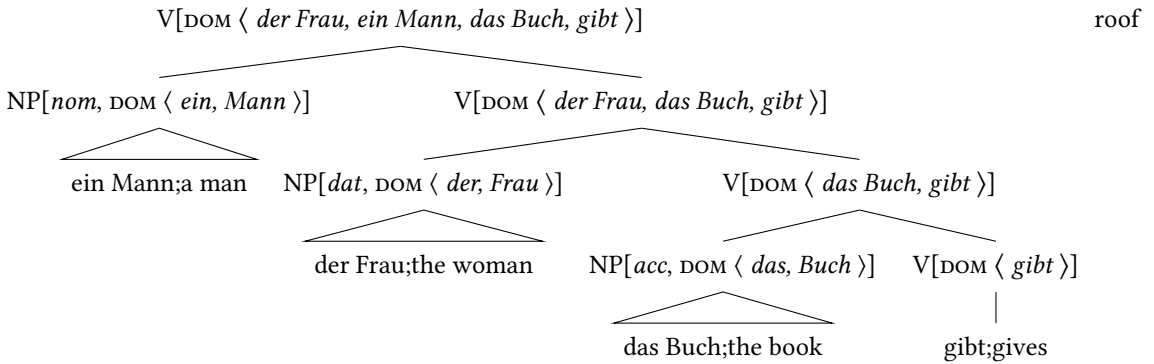 V[DOM ⟨ der Frau, ein Mann, das Buch, gibt ⟩] roof
NP[nom, DOM ⟨ ein, Mann ⟩] V[DOM ⟨ der Frau, das Buch, gibt ⟩]
ein Mann;a man NP[dat, DOM ⟨ der, Frau ⟩] V[DOM ⟨ das Buch, gibt ⟩]
der Frau;the woman NP[acc, DOM ⟨ das, Buch ⟩] V[DOM ⟨ gibt ⟩]
das Buch;the book gibt;gives